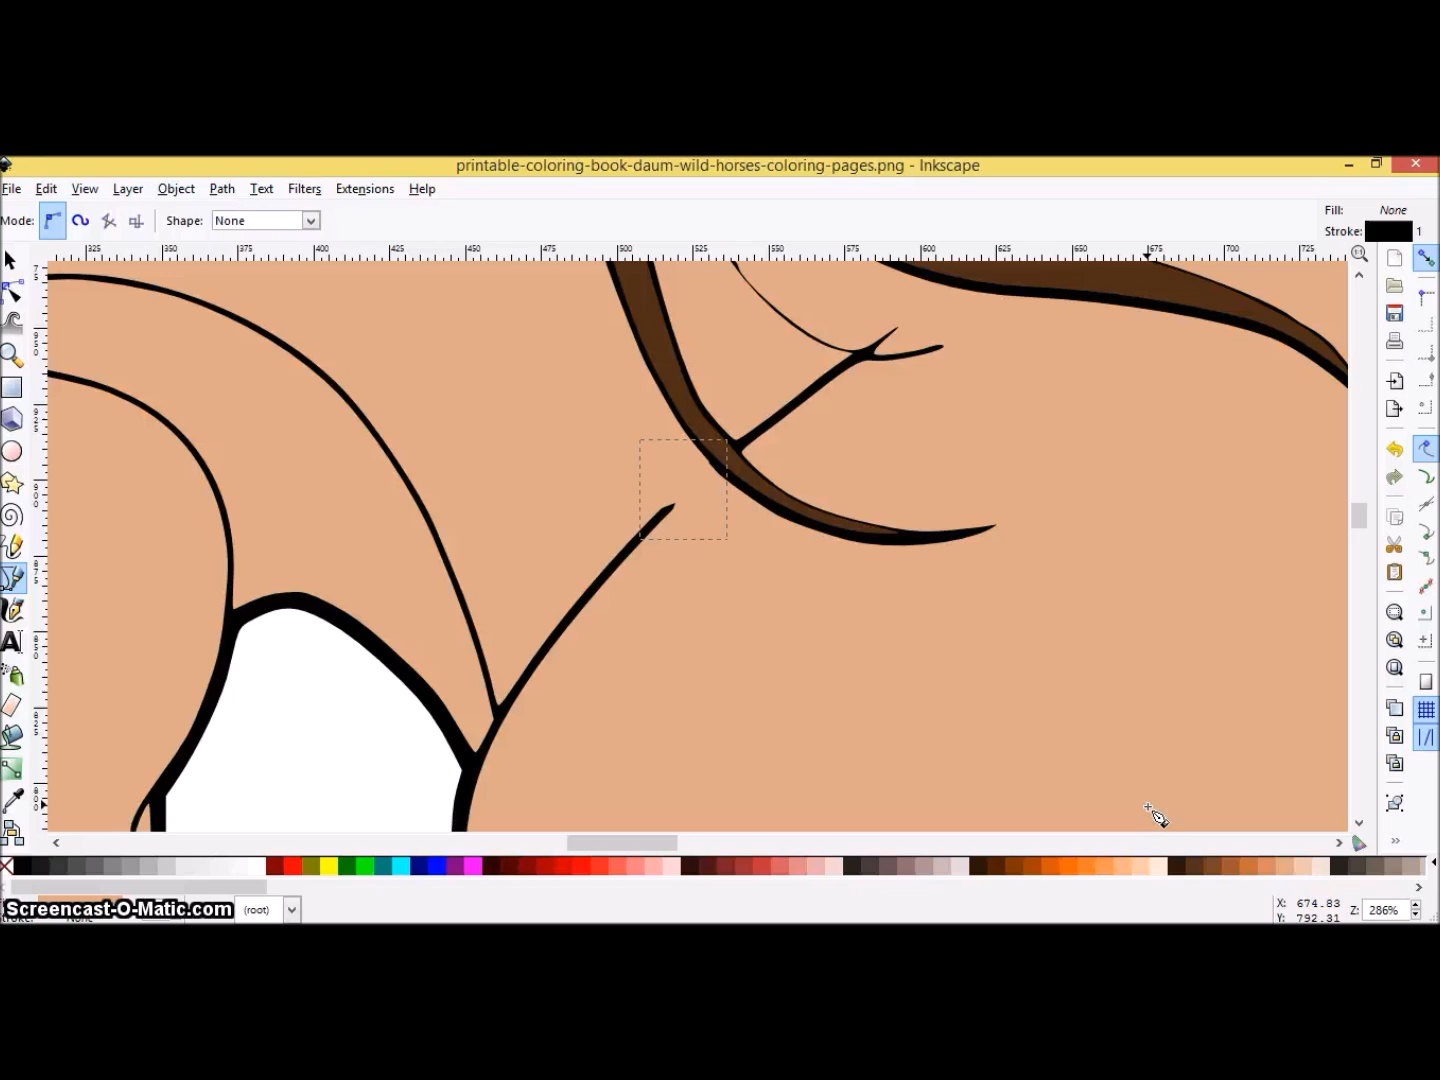 printable-coloring-book-daum-wild-horses-coloring-pages.png - Inkscape
File Edit View Layer Object Path Text Filters Extensions Help
Mode: Shape: None
Fill: None
Stroke: 1
325 350 375 400 425 450 475 500 525 550 575 600 625 650 675 700 725
Screencast-O-Matic.com
(root)
X: 674.83
Y: 792.31
Z: 286%